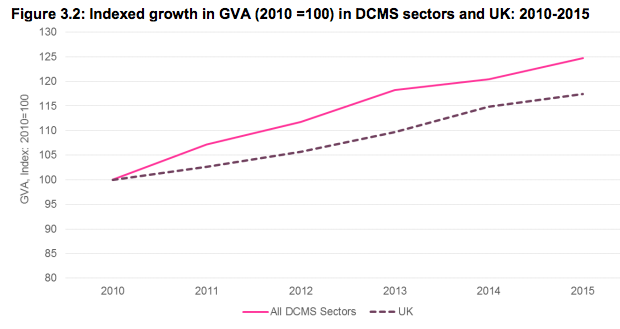 Figure 3.2: Indexed growth in GVA (2010 =100) in DCMS sectors and UK: 2010-2015
130
125
120
115
110
105
100
90
85
80
GVA, Index: 2010=100
2010 2011 2012 2013 2014 2015
All DCMS Sectors UK